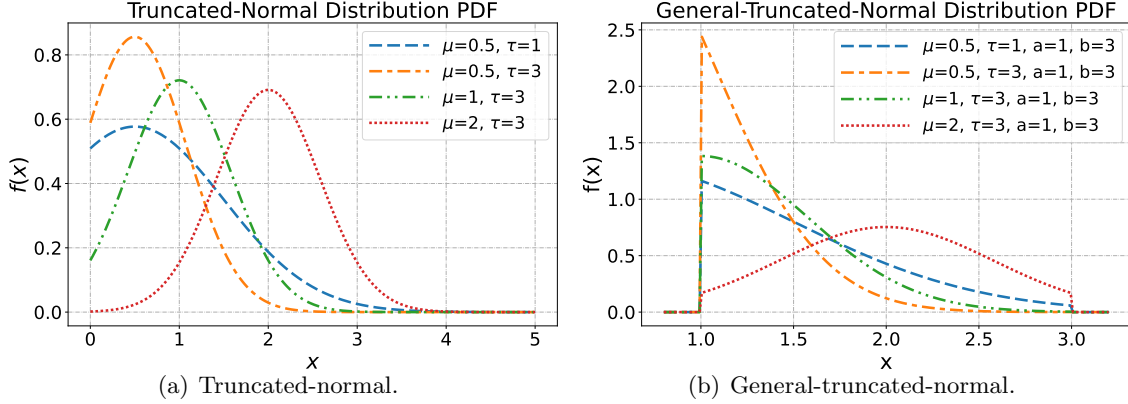 Truncated-Normal Distribution PDF
f(x)
0.8
0.6
0.4
0.2
0.0
μ=0.5, τ=1
μ=0.5, τ=3
μ=1, τ=3
μ=2, τ=3
0 1 2 3 4 5
x
(a) Truncated-normal.
General-Truncated-Normal Distribution PDF
f(x)
2.5
2.0
1.5
1.0
0.5
0.0
μ=0.5, τ=1, a=1, b=3
μ=0.5, τ=3, a=1, b=3
μ=1, τ=3, a=1, b=3
μ=2, τ=3, a=1, b=3
1.0 1.5 2.0 2.5 3.0
x
(b) General-truncated-normal.